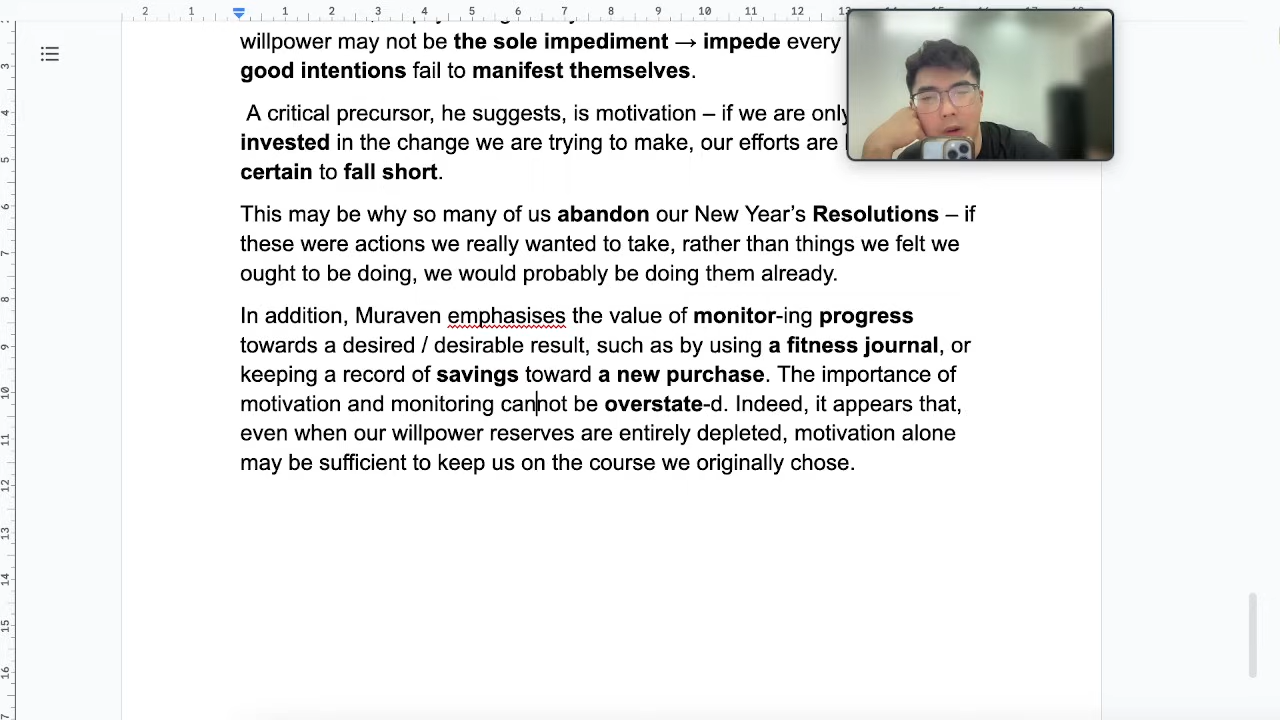 willpower may not be the sole impediment → impede every
good intentions fail to manifest themselves.
A critical precursor, he suggests, is motivation – if we are only
invested in the change we are trying to make, our efforts are
certain to fall short.
This may be why so many of us abandon our New Year’s Resolutions – if
these were actions we really wanted to take, rather than things we felt we
ought to be doing, we would probably be doing them already.
In addition, Muraven emphasises the value of monitor-ing progress
towards a desired / desirable result, such as by using a fitness journal, or
keeping a record of savings toward a new purchase. The importance of
motivation and monitoring cannot be overstate-d. Indeed, it appears that,
even when our willpower reserves are entirely depleted, motivation alone
may be sufficient to keep us on the course we originally chose.